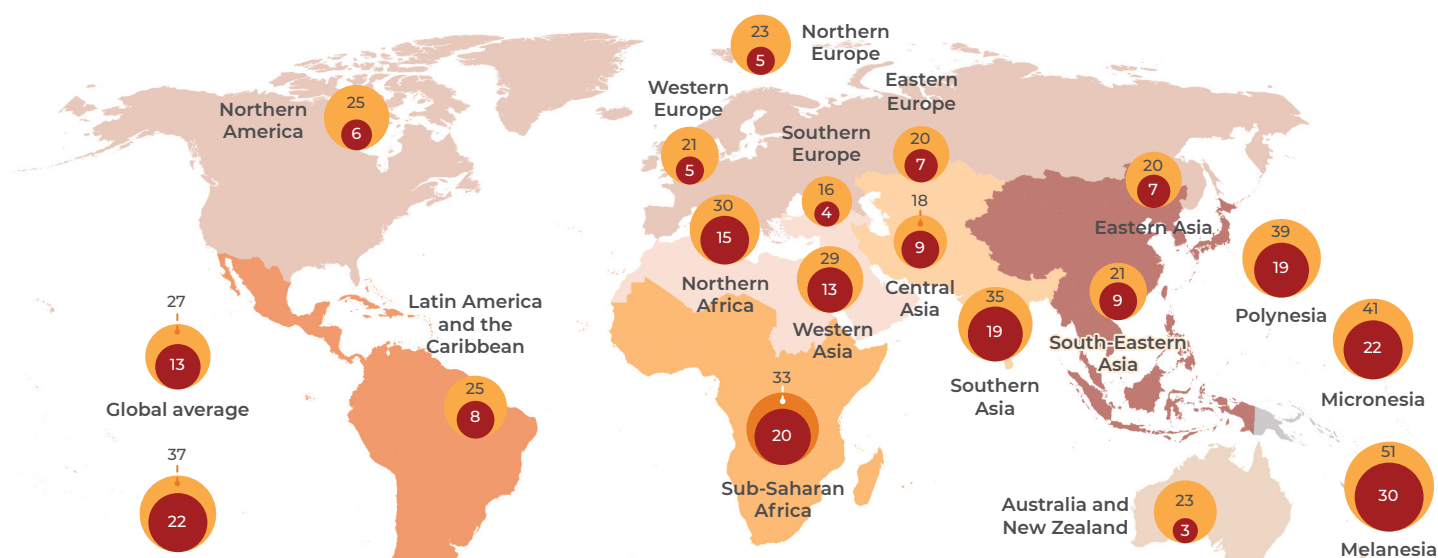 23
5
Northern
Europe
Western
Europe
Eastern
Europe
Northern
America
25
6
21
5
Southern
Europe
20
7
20
7
Eastern Asia
16
4
18
9
Central
Asia
30
15
Northern
Africa
29
13
Western
Asia
39
19
Polynesia
21
9
South-Eastern
Asia
35
19
Southern
Asia
41
22
Micronesia
Latin America
and the
Caribbean
27
13
Global average
25
8
33
20
Sub-Saharan
Africa
37
22
Australia and
New Zealand
23
3
51
30
Melanesia